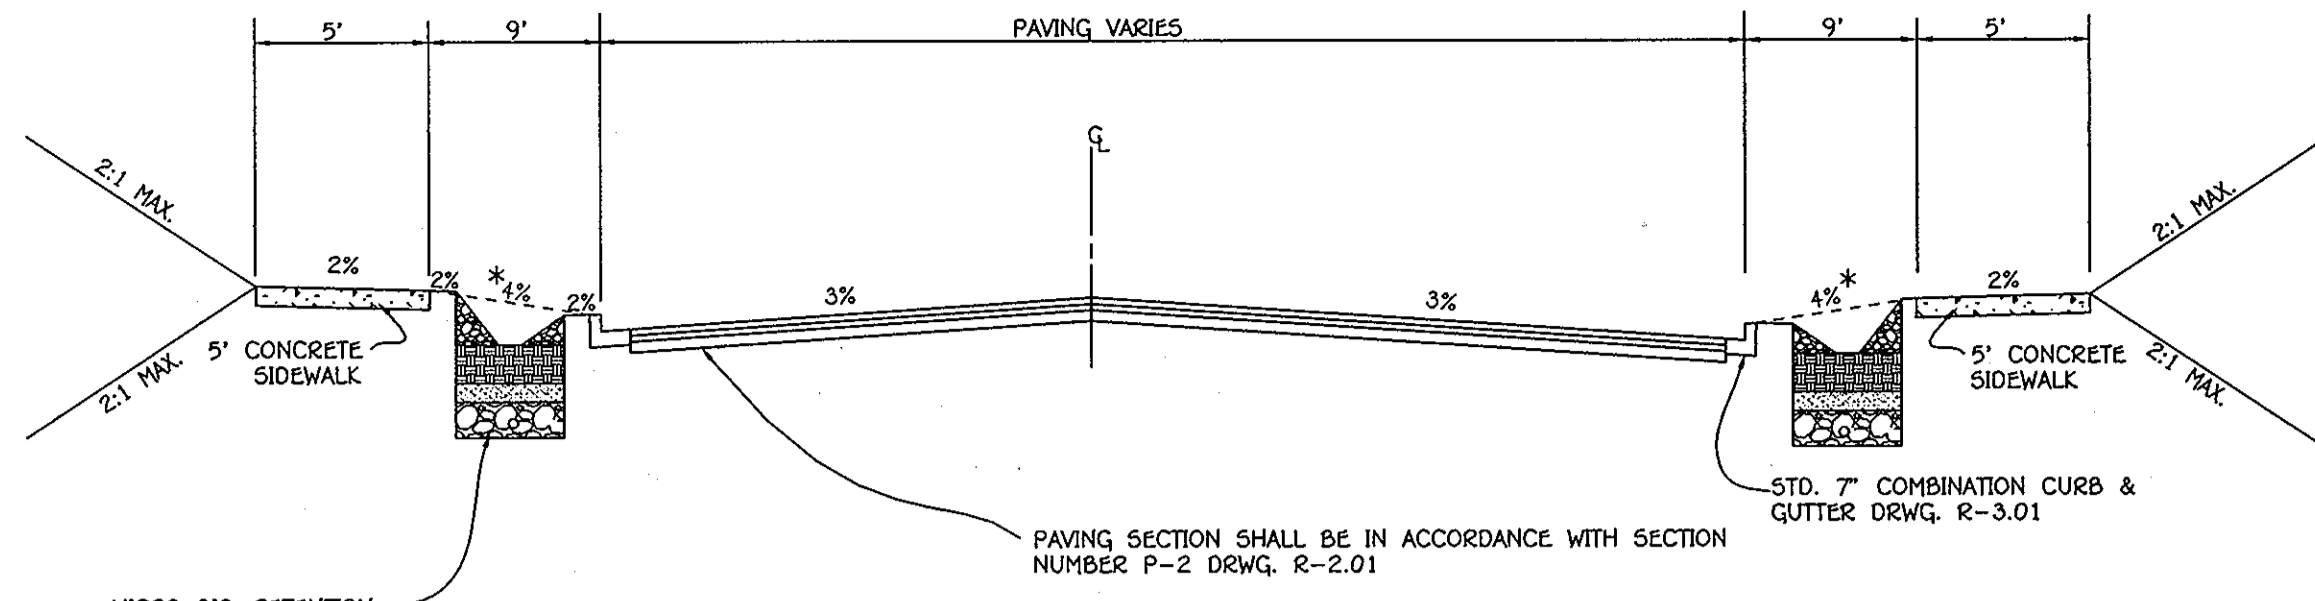 5' 9' PAVING VARIES 9' 5'
℄
2:1 MAX. 2:1 MAX.
2% 2% *4% 2% 3% 3% 4%* 2%
5' CONCRETE
SIDEWALK
2:1 MAX.
5' CONCRETE
SIDEWALK
2:1 MAX.
STD. 7" COMBINATION CURB &
GUTTER DRWG. R-3.01
PAVING SECTION SHALL BE IN ACCORDANCE WITH SECTION
NUMBER P-2 DRWG. R-2.01